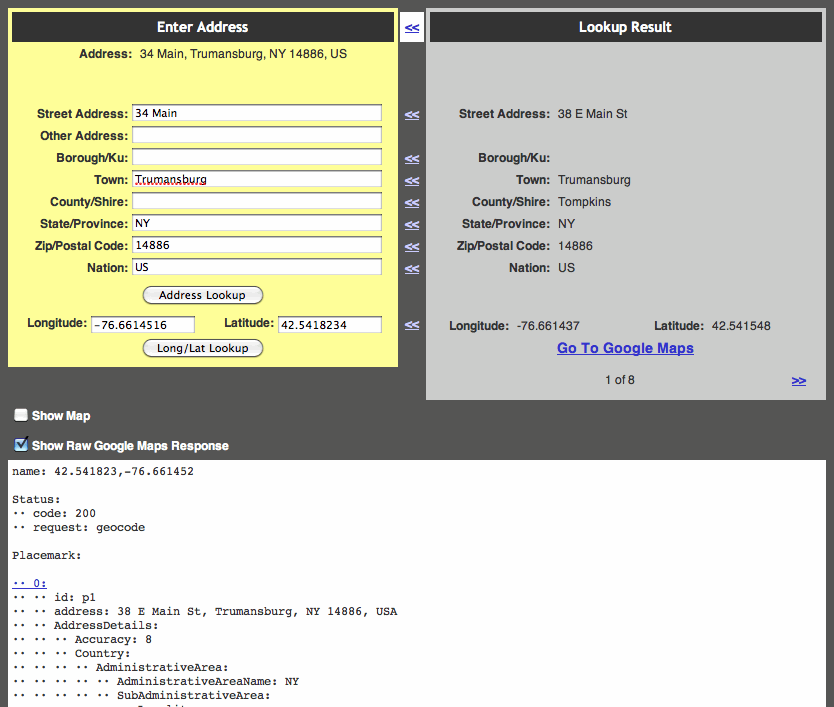 Enter Address
<<
Lookup Result
Address: 34 Main, Trumansburg, NY 14886, US
Street Address: 34 Main << Street Address: 38 E Main St
Other Address:
Borough/Ku: << Borough/Ku:
Town: Trumansburg << Town: Trumansburg
County/Shire: << County/Shire: Tompkins
State/Province: NY << State/Province: NY
Zip/Postal Code: 14886 << Zip/Postal Code: 14886
Nation: US << Nation: US
Address Lookup
Longitude: -76.6614516 Latitude: 42.5418234 << Longitude: -76.661437 Latitude: 42.541548
Long/Lat Lookup
Go To Google Maps
1 of 8 >>
Show Map
Show Raw Google Maps Response
name: 42.541823,-76.661452
Status:
·· code: 200
·· request: geocode
Placemark:
·· 0:
·· ·· id: p1
·· ·· address: 38 E Main St, Trumansburg, NY 14886, USA
·· ·· AddressDetails:
·· ·· ·· Accuracy: 8
·· ·· ·· Country:
·· ·· ·· ·· AdministrativeArea:
·· ·· ·· ·· ·· AdministrativeAreaName: NY
·· ·· ·· ·· ·· SubAdministrativeArea: